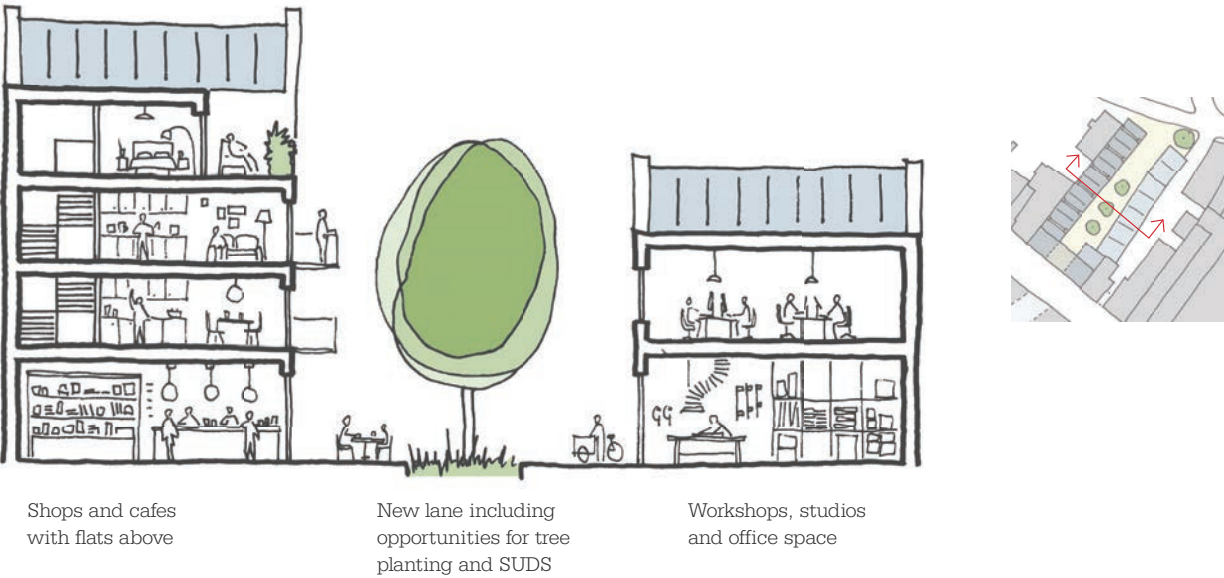 Shops and cafes
with flats above
New lane including
opportunities for tree
planting and SUDS
Workshops, studios
and office space